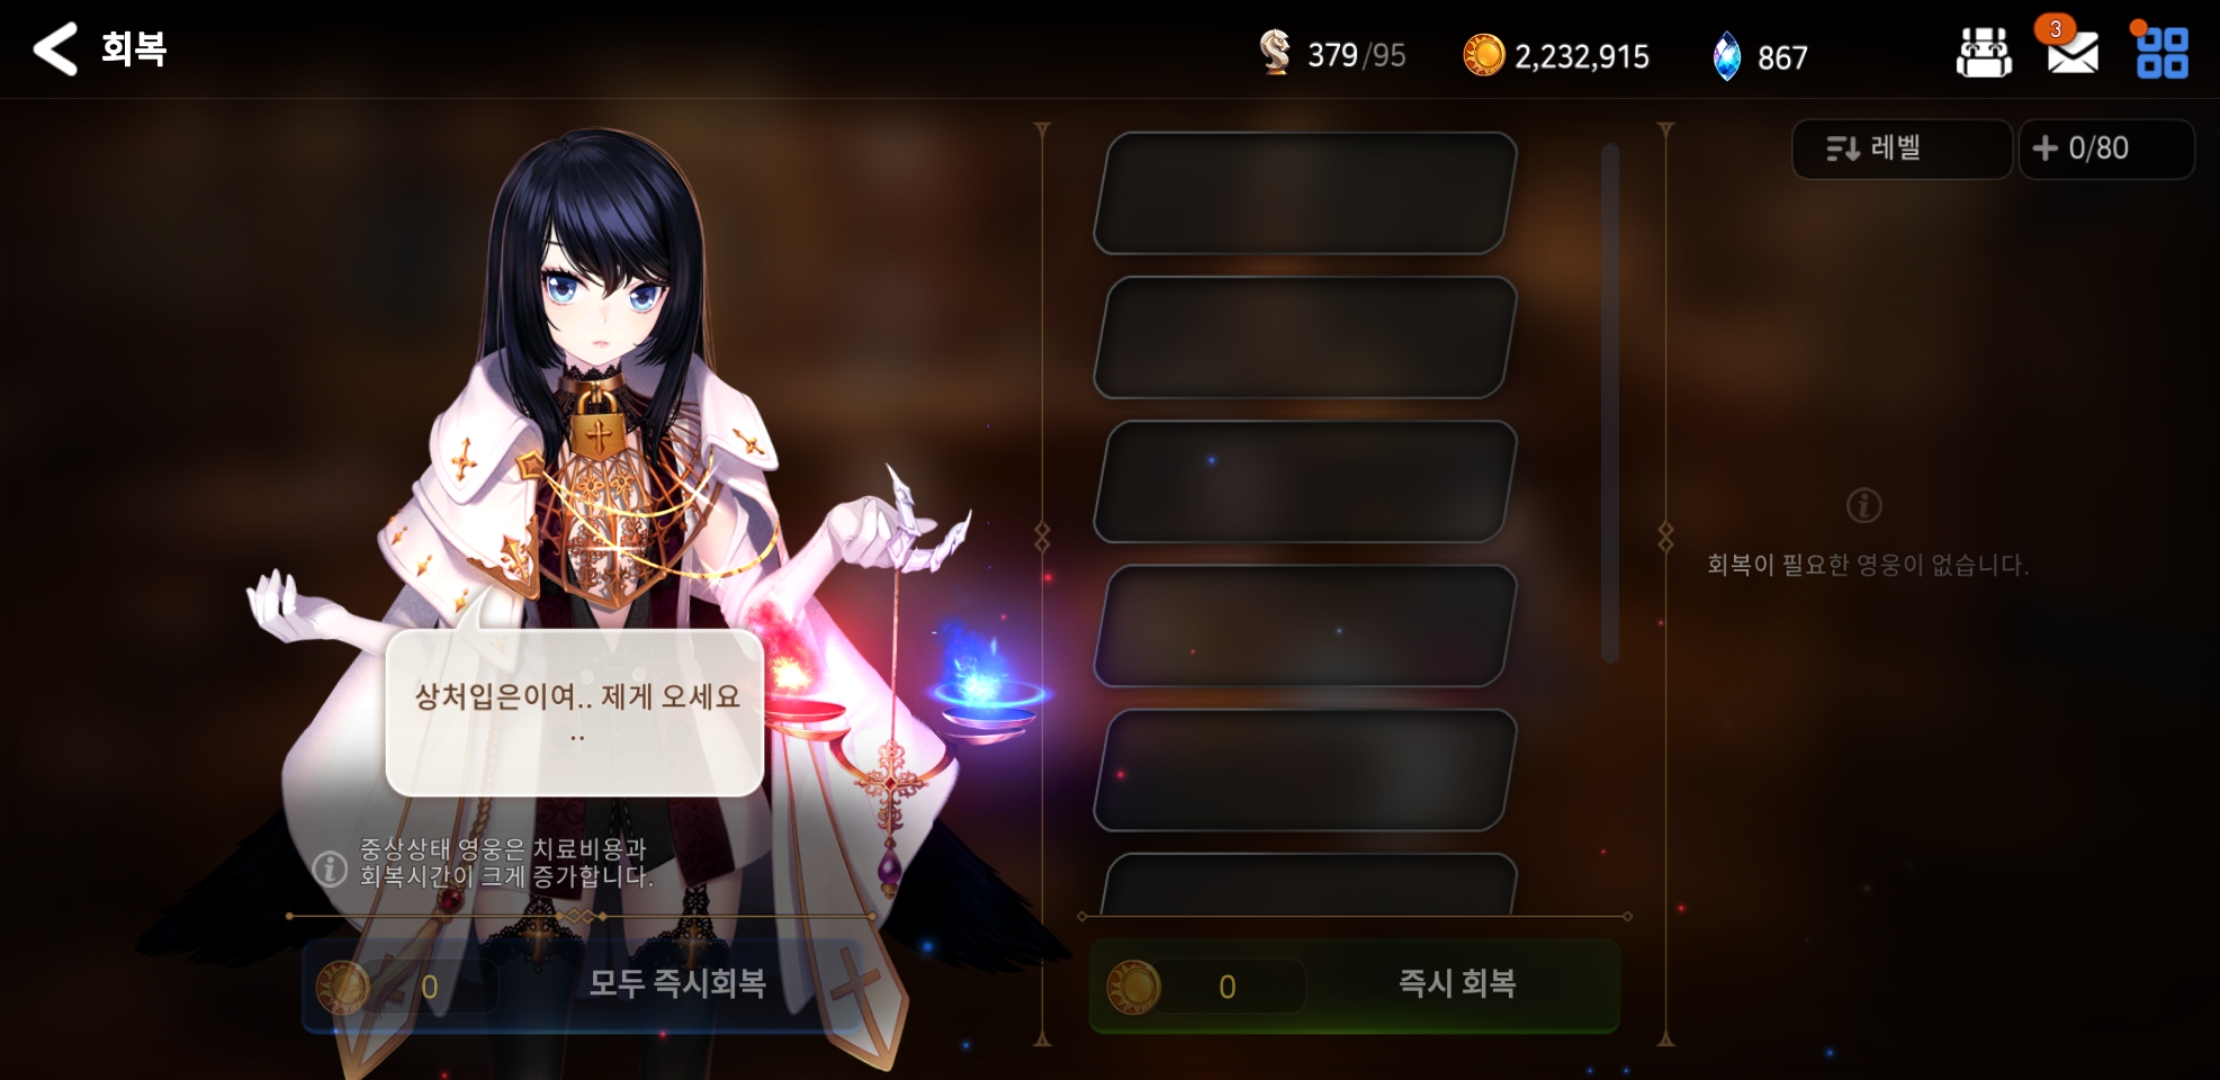 회복
379/95
2,232,915
867
3
레벨
0/80
회복이 필요한 영웅이 없습니다.
상처입은이여.. 제게 오세요
..
중상상태 영웅은 치료비용과
회복시간이 크게 증가합니다.
0
모두 즉시회복
0
즉시 회복